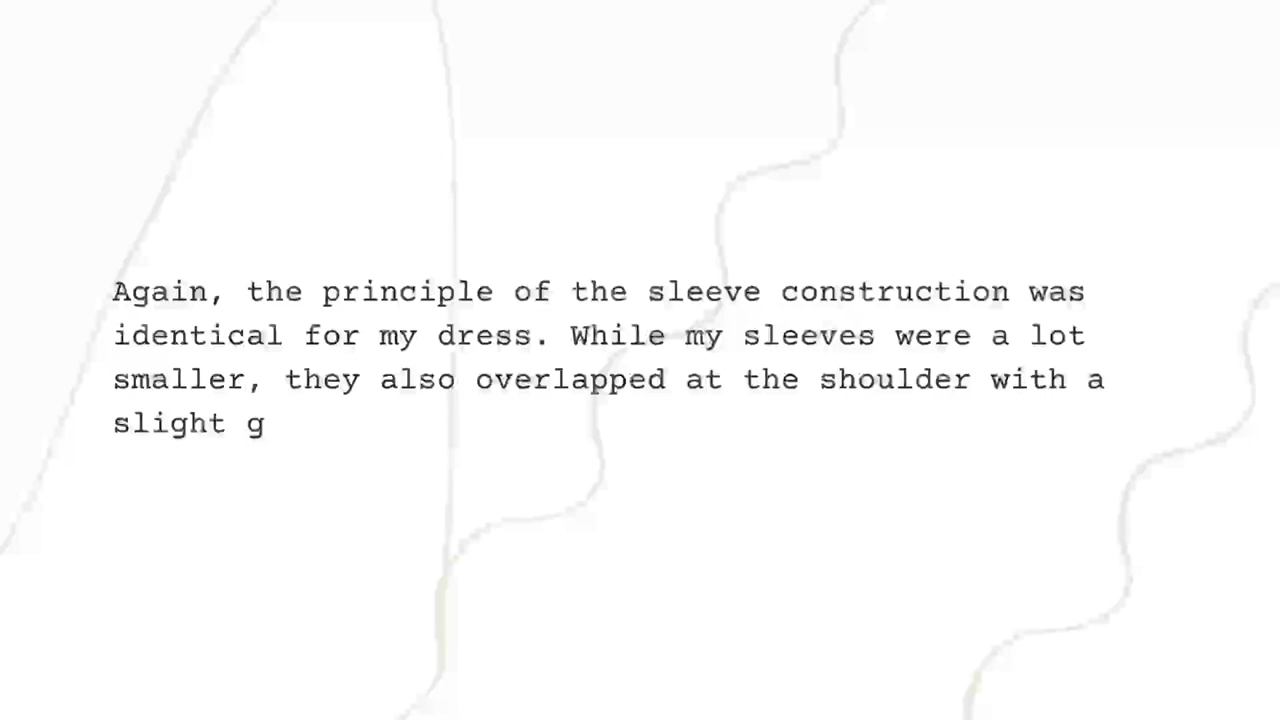 Again, the principle of the sleeve construction was
identical for my dress. While my sleeves were a lot
smaller, they also overlapped at the shoulder with a
slight g